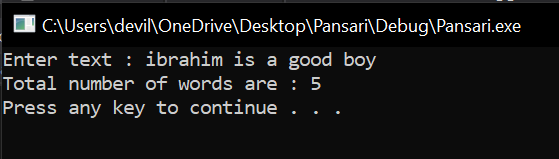 C:\Users\devil\OneDrive\Desktop\Pansari\Debug\Pansari.exe
Enter text : ibrahim is a good boy
Total number of words are : 5
Press any key to continue . . .